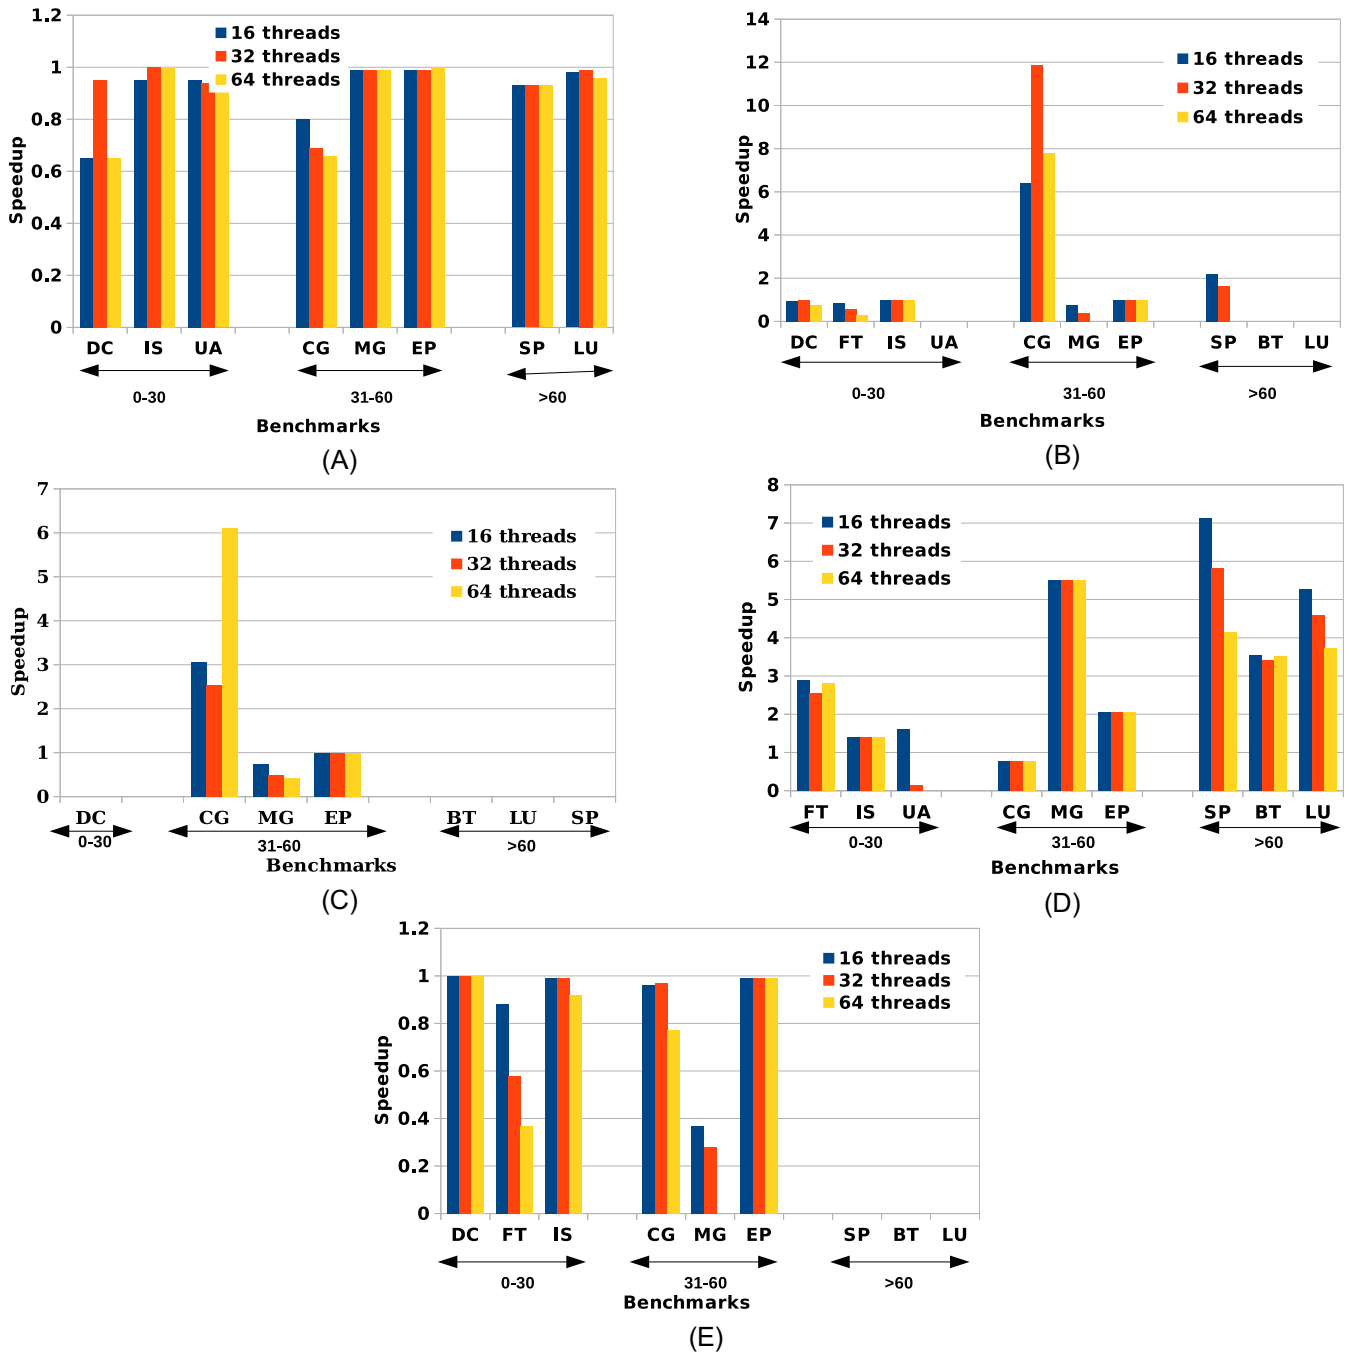 1.2
1
0.8
0.6
0.4
0.2
0
Speedup
16 threads
32 threads
64 threads
DC IS UA CG MG EP SP LU
0-30 31-60 >60
Benchmarks
(A)
14
12
10
8
6
4
2
0
Speedup
16 threads
32 threads
64 threads
DC FT IS UA CG MG EP SP BT LU
0-30 31-60 >60
Benchmarks
(B)
7
6
5
4
3
2
1
0
Speedup
16 threads
32 threads
64 threads
DC CG MG EP BT LU SP
0-30 31-60 >60
Benchmarks
(C)
8
7
6
5
4
3
2
1
0
Speedup
16 threads
32 threads
64 threads
FT IS UA CG MG EP SP BT LU
0-30 31-60 >60
Benchmarks
(D)
1.2
1
0.8
0.6
0.4
0.2
0
Speedup
16 threads
32 threads
64 threads
DC FT IS CG MG EP SP BT LU
0-30 31-60 >60
Benchmarks
(E)